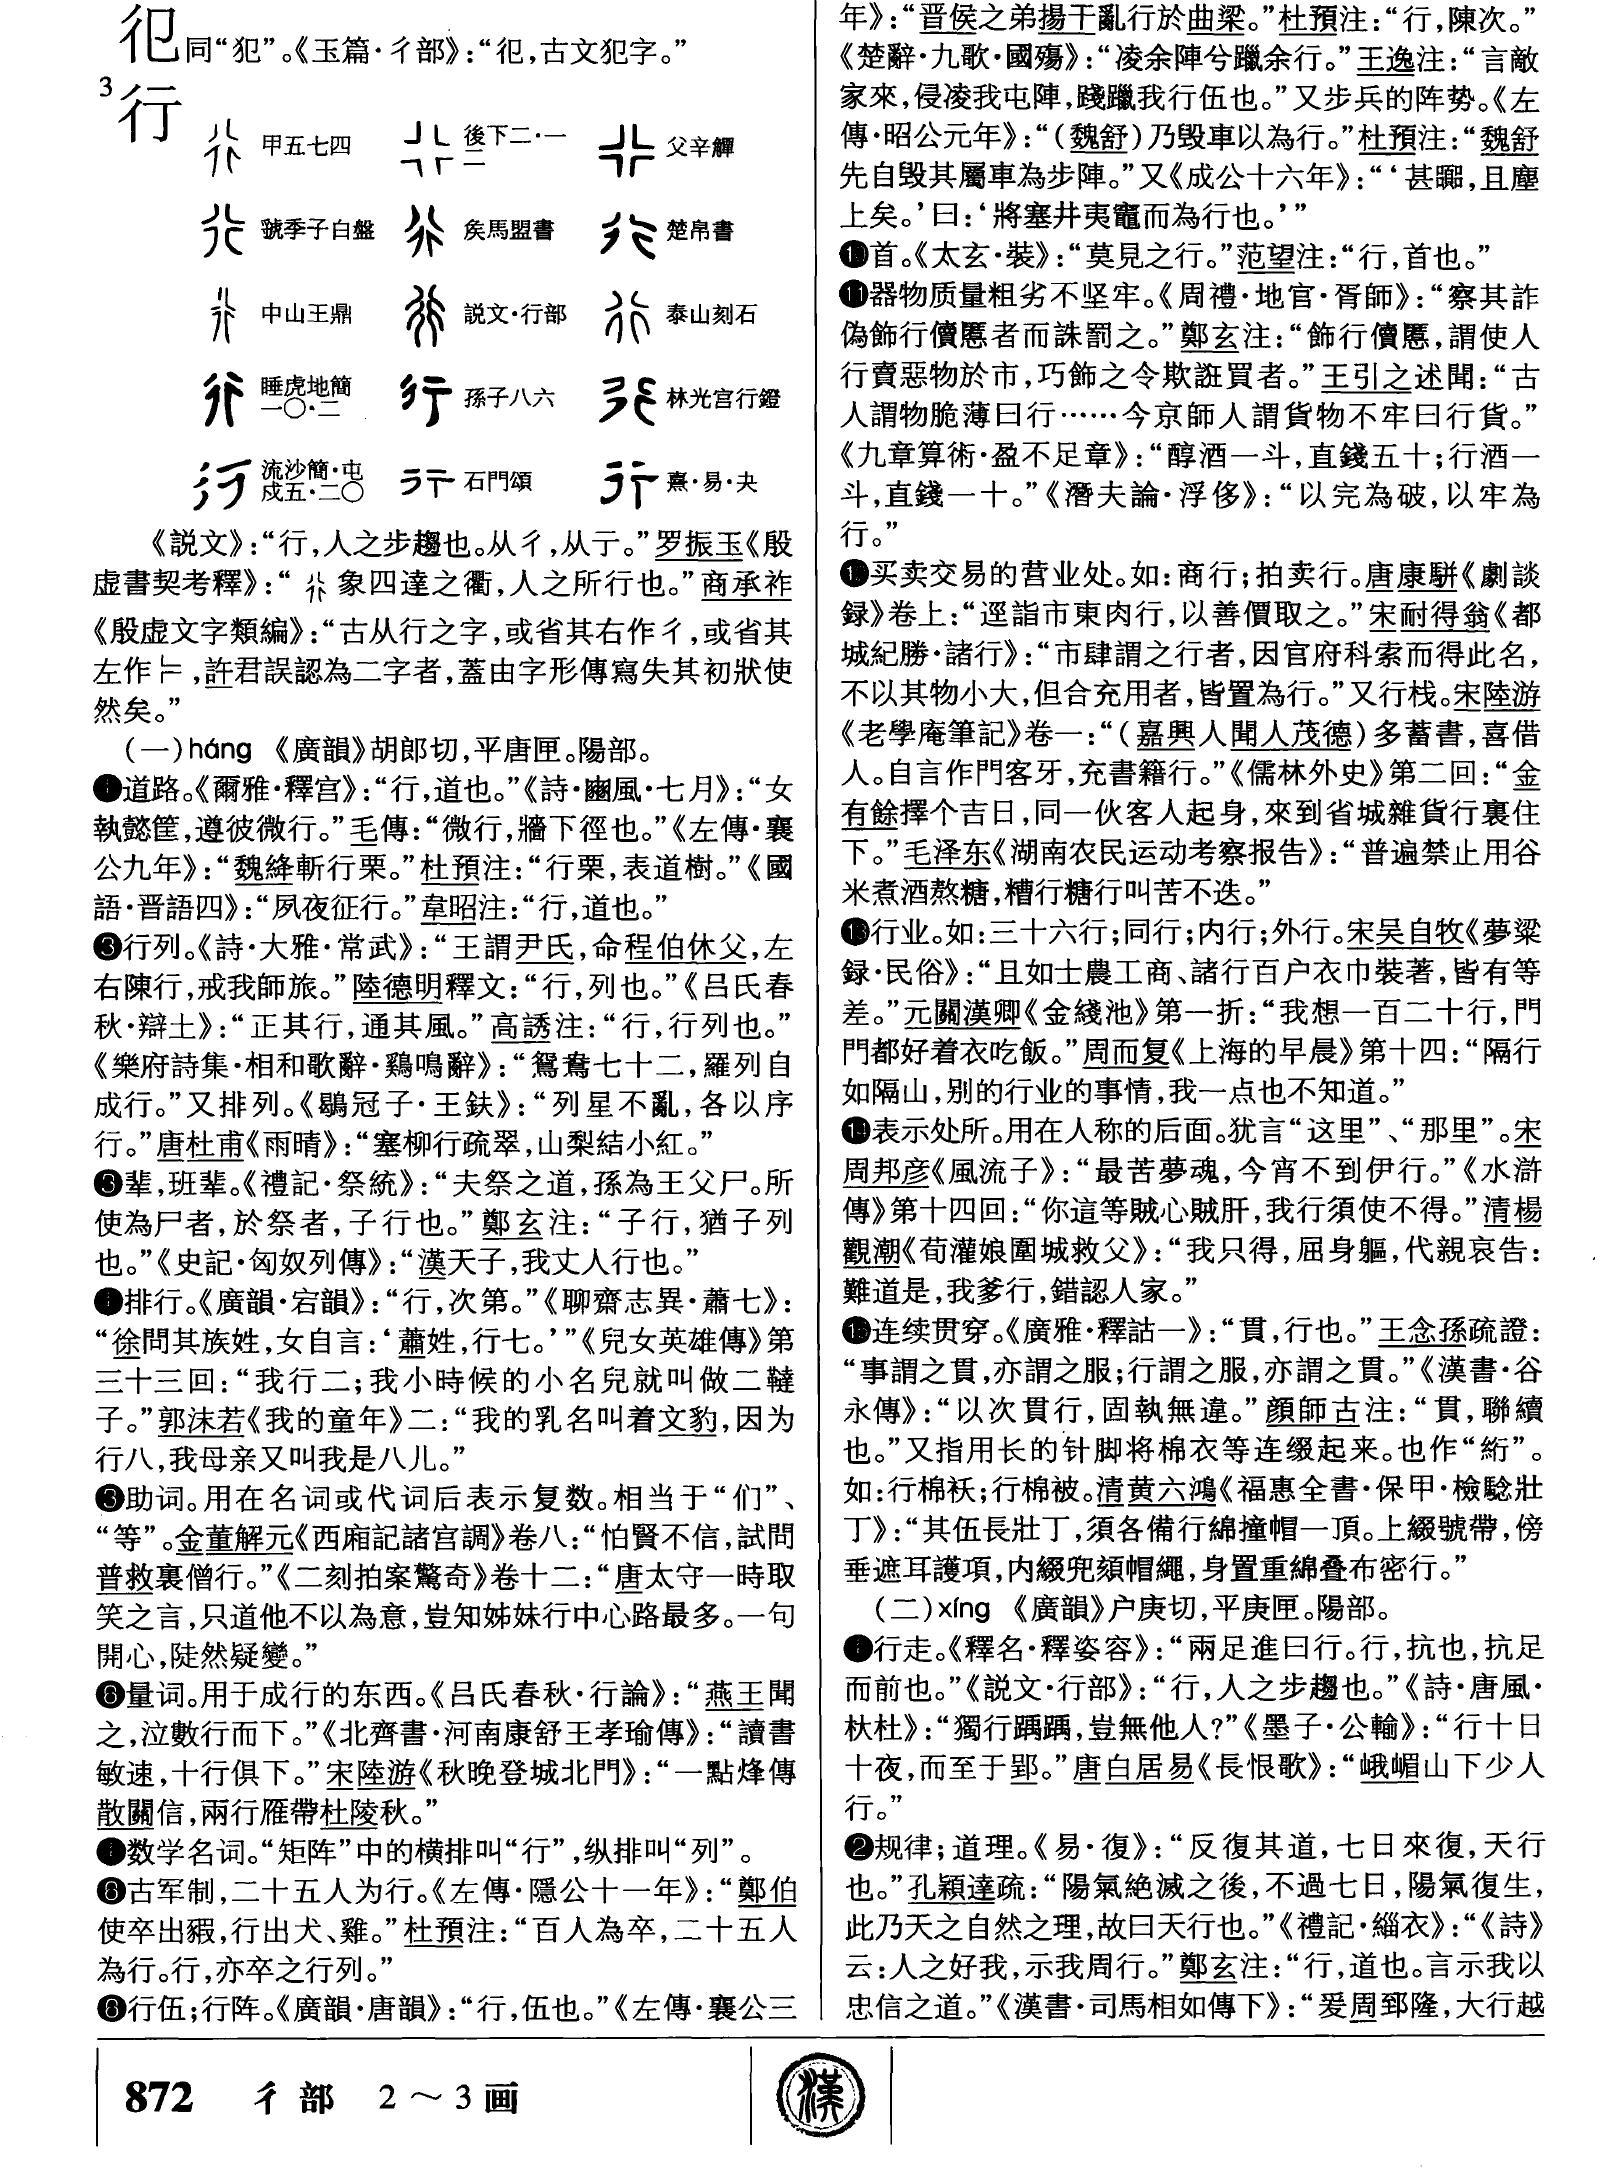 㐲同“犯”。《玉篇·彳部》：“㐲，古文犯字。”
3
行
甲五七四 後下二·一二 父辛觶
虢季子白盤 矦馬盟書 楚帛書
中山王鼎 説文·行部 泰山刻石
睡虎地簡一〇·二 孫子八六 林光宫行鐙
流沙簡·屯戍五·二〇 石門頌 熹·易·夬
《説文》：“行，人之步趨也。从彳，从亍。”罗振玉《殷
虚書契考釋》：“ 象四達之衢，人之所行也。”商承祚
《殷虚文字類編》：“古从行之字，或省其右作彳，或省其
左作 ，許君誤認為二字者，蓋由字形傳寫失其初狀使
然矣。”
（一）háng 《廣韻》胡郎切，平唐匣。陽部。
❶道路。《爾雅·釋宫》：“行，道也。”《詩·豳風·七月》：“女
執懿筐，遵彼微行。”毛傳：“微行，牆下徑也。”《左傳·襄
公九年》：“魏絳斬行栗。”杜預注：“行栗，表道樹。”《國
語·晋語四》：“夙夜征行。”韋昭注：“行，道也。”
❷行列。《詩·大雅·常武》：“王謂尹氏，命程伯休父，左
右陳行，戒我師旅。”陸德明釋文：“行，列也。”《吕氏春
秋·辯土》：“正其行，通其風。”高誘注：“行，行列也。”
《樂府詩集·相和歌辭·鷄鳴辭》：“鴛鴦七十二，羅列自
成行。”又排列。《鶡冠子·王鈇》：“列星不亂，各以序
行。”唐杜甫《雨晴》：“塞柳行疏翠，山梨結小紅。”
❸辈，班辈。《禮記·祭統》：“夫祭之道，孫為王父尸。所
使為尸者，於祭者，子行也。”鄭玄注：“子行，猶子列
也。”《史記·匈奴列傳》：“漢天子，我丈人行也。”
❹排行。《廣韻·宕韻》：“行，次第。”《聊齋志異·蕭七》：
“徐問其族姓，女自言：‘蕭姓，行七。’”《兒女英雄傳》第
三十三回：“我行二；我小時候的小名兒就叫做二韃
子。”郭沫若《我的童年》二：“我的乳名叫着文豹，因为
行八，我母亲又叫我是八儿。”
❺助词。用在名词或代词后表示复数。相当于“们”、
“等”。金董解元《西廂記諸宫調》卷八：“怕賢不信，試問
普救裏僧行。”《二刻拍案驚奇》卷十二：“唐太守一時取
笑之言，只道他不以為意，豈知姊妹行中心路最多。一句
開心，陡然疑變。”
❻量词。用于成行的东西。《吕氏春秋·行論》：“燕王聞
之，泣數行而下。”《北齊書·河南康舒王孝瑜傳》：“讀書
敏速，十行俱下。”宋陸游《秋晚登城北門》：“一點烽傳
散關信，兩行雁帶杜陵秋。”
❼数学名词。“矩阵”中的横排叫“行”，纵排叫“列”。
❽古军制，二十五人为行。《左傳·隱公十一年》：“鄭伯
使卒出豭，行出犬、雞。”杜預注：“百人為卒，二十五人
為行。行，亦卒之行列。”
❾行伍；行阵。《廣韻·唐韻》：“行，伍也。”《左傳·襄公三
年》：“晋侯之弟揚干亂行於曲梁。”杜預注：“行，陳次。”
《楚辭·九歌·國殤》：“凌余陣兮躐余行。”王逸注：“言敵
家來，侵凌我屯陣，踐躐我行伍也。”又步兵的阵势。《左
傳·昭公元年》：“（魏舒）乃毁車以為行。”杜預注：“魏舒
先自毁其屬車為步陣。”又《成公十六年》：“‘甚囂，且塵
上矣。’曰：‘將塞井夷竈而為行也。’”
❿首。《太玄·裝》：“莫見之行。”范望注：“行，首也。”
⓫器物质量粗劣不坚牢。《周禮·地官·胥師》：“察其詐
偽飾行儥慝者而誅罰之。”鄭玄注：“飾行儥慝，謂使人
行賣惡物於市，巧飾之令欺誑買者。”王引之述聞：“古
人謂物脆薄曰行……今京師人謂貨物不牢曰行貨。”
《九章算術·盈不足章》：“醇酒一斗，直錢五十；行酒一
斗，直錢一十。”《潛夫論·浮侈》：“以完為破，以牢為
行。”
⓬买卖交易的营业处。如：商行；拍卖行。唐康駢《劇談
録》卷上：“逕詣市東肉行，以善價取之。”宋耐得翁《都
城紀勝·諸行》：“市肆謂之行者，因官府科索而得此名，
不以其物小大，但合充用者，皆置為行。”又行栈。宋陸游
《老學庵筆記》卷一：“（嘉興人聞人茂德）多蓄書，喜借
人。自言作門客牙，充書籍行。”《儒林外史》第二回：“金
有餘擇个吉日，同一伙客人起身，來到省城雜貨行裏住
下。”毛泽东《湖南农民运动考察报告》：“普遍禁止用谷
米煮酒熬糖，糟行糖行叫苦不迭。”
⓭行业。如：三十六行；同行；内行；外行。宋吴自牧《夢粱
録·民俗》：“且如士農工商、諸行百户衣巾裝著，皆有等
差。”元關漢卿《金綫池》第一折：“我想一百二十行，門
門都好着衣吃飯。”周而复《上海的早晨》第十四：“隔行
如隔山，别的行业的事情，我一点也不知道。”
⓮表示处所。用在人称的后面。犹言“这里”、“那里”。宋
周邦彦《風流子》：“最苦夢魂，今宵不到伊行。”《水滸
傳》第十四回：“你這等賊心賊肝，我行須使不得。”清楊
觀潮《荀灌娘圍城救父》：“我只得，屈身軀，代親哀告：
難道是，我爹行，錯認人家。”
⓯连续贯穿。《廣雅·釋詁一》：“貫，行也。”王念孫疏證：
“事謂之貫，亦謂之服；行謂之服，亦謂之貫。”《漢書·谷
永傳》：“以次貫行，固執無違。”顔師古注：“貫，聯續
也。”又指用长的针脚将棉衣等连缀起来。也作“絎”。
如：行棉袄；行棉被。清黄六鴻《福惠全書·保甲·檢騐壯
丁》：“其伍長壯丁，須各備行綿撞帽一頂。上綴號帶，傍
垂遮耳護項，内綴兜頦帽繩，身置重綿叠布密行。”
（二）xíng 《廣韻》户庚切，平庚匣。陽部。
❶行走。《釋名·釋姿容》：“兩足進曰行。行，抗也，抗足
而前也。”《説文·行部》：“行，人之步趨也。”《詩·唐風·
杕杜》：“獨行踽踽，豈無他人？”《墨子·公輸》：“行十日
十夜，而至于郢。”唐白居易《長恨歌》：“峨嵋山下少人
行。”
❷规律；道理。《易·復》：“反復其道，七日來復，天行
也。”孔穎達疏：“陽氣絶滅之後，不過七日，陽氣復生，
此乃天之自然之理，故曰天行也。”《禮記·緇衣》：“《詩》
云：人之好我，示我周行。”鄭玄注：“行，道也。言示我以
忠信之道。”《漢書·司馬相如傳下》：“爰周郅隆，大行越
872 彳部 2～3画
漢